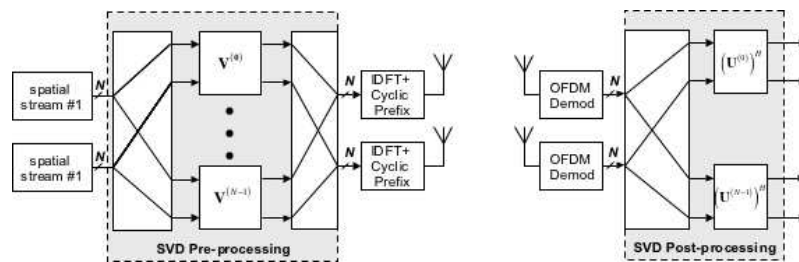 spatial
stream #1
N
spatial
stream #1
N
V^(0)
V^(N−1)
SVD Pre-processing
N
IDFT+
Cyclic
Prefix
N
IDFT+
Cyclic
Prefix
OFDM
Demod
N
OFDM
Demod
N
(U^(0))^H
(U^(N−1))^H
SVD Post-processing